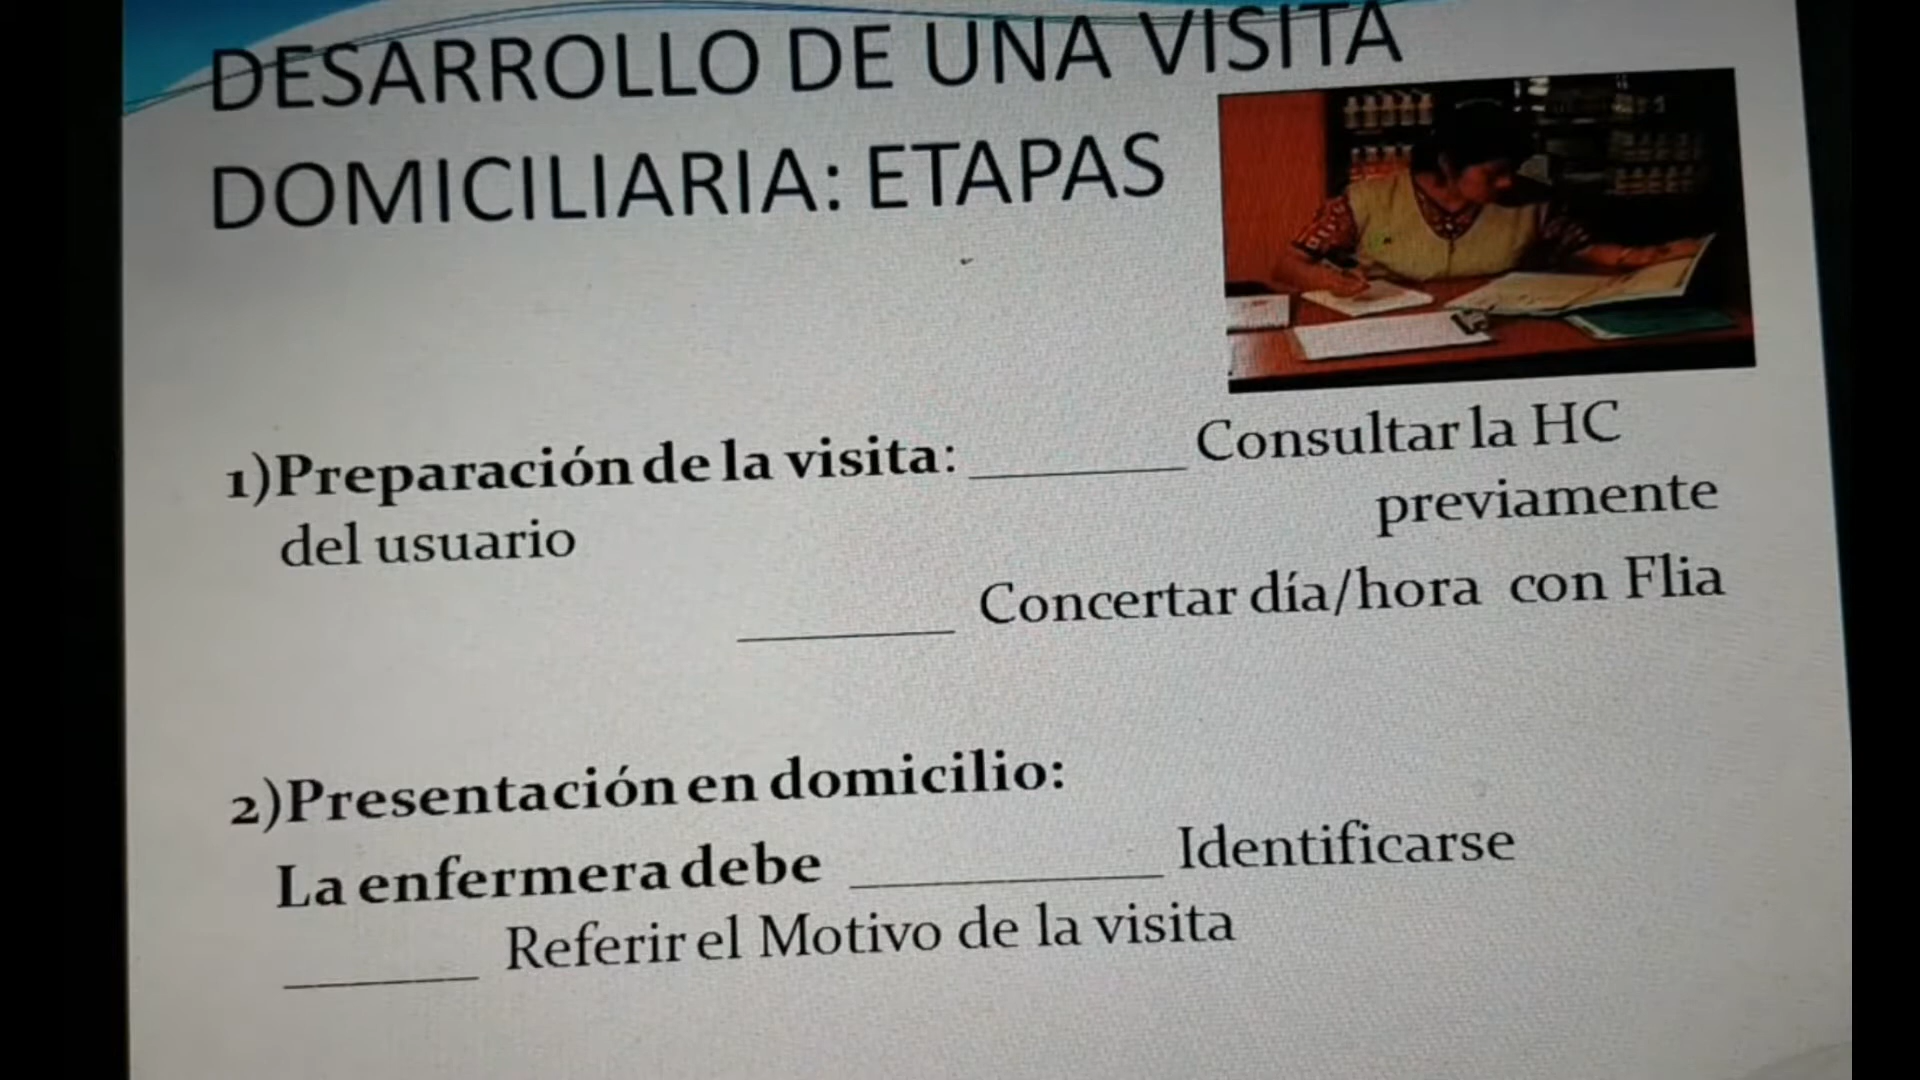 DESARROLLO DE UNA VISITA
DOMICILIARIA: ETAPAS
1)Preparación de la visita: ________ Consultar la HC
previamente
del usuario
________ Concertar día/hora con Flia
2)Presentación en domicilio:
La enfermera debe ____________ Identificarse
________ Referir el Motivo de la visita